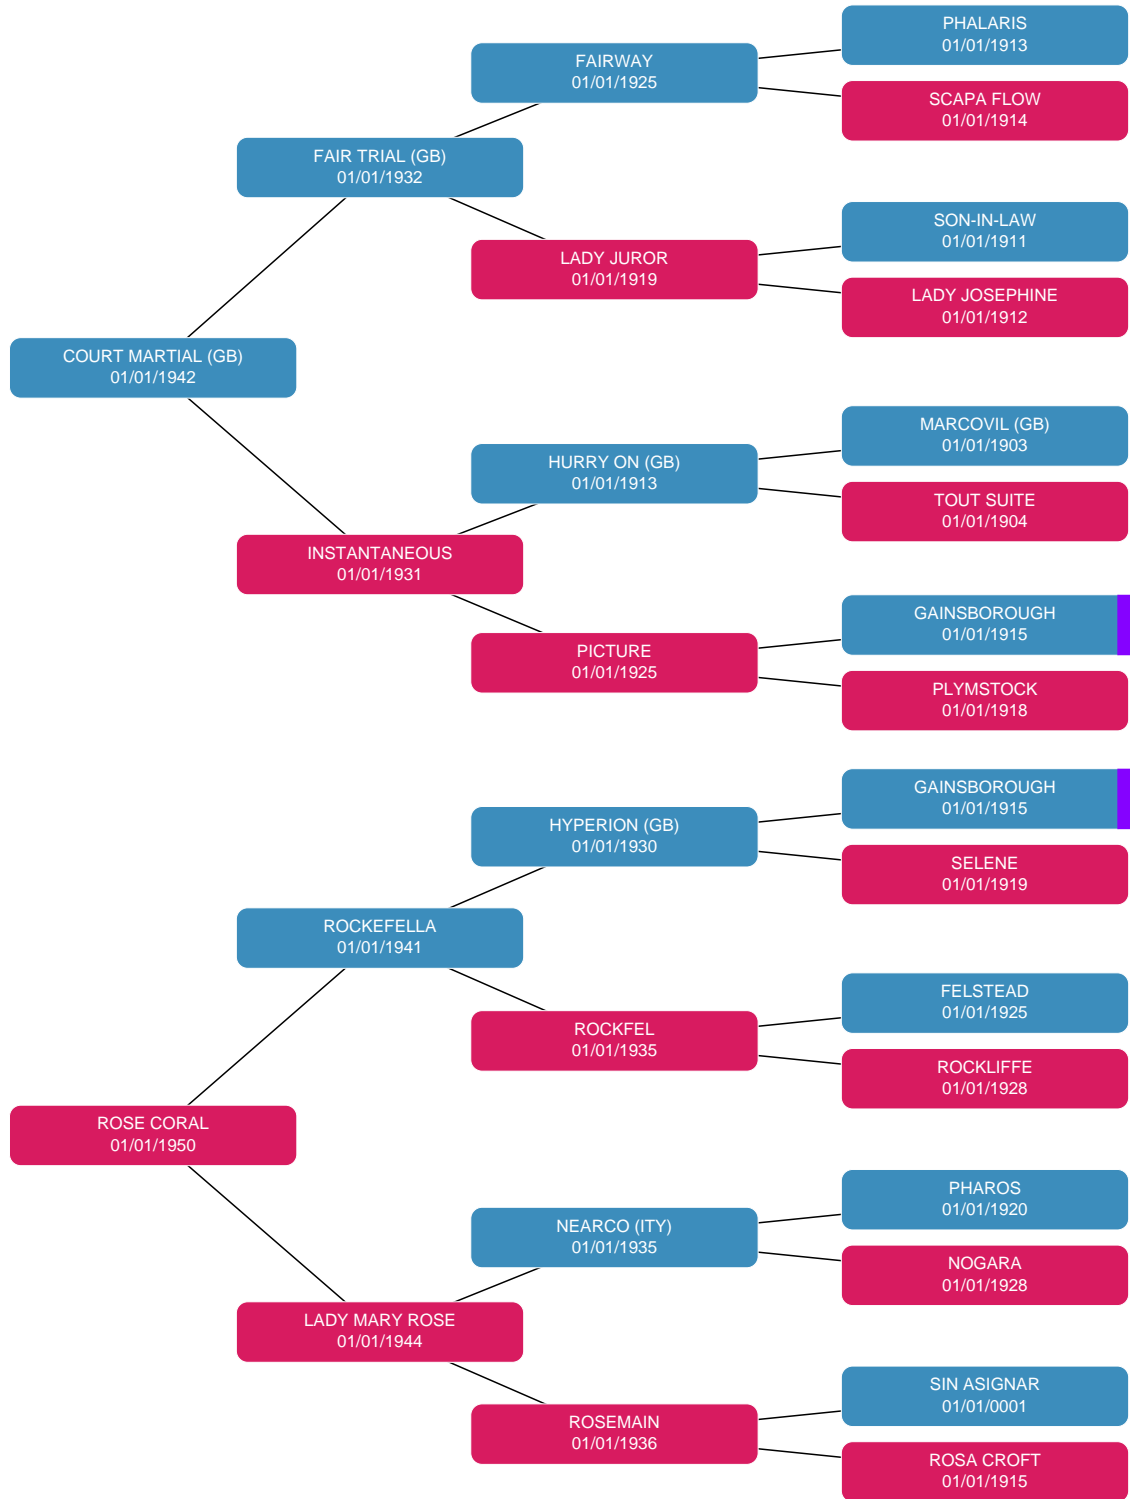 PHALARIS
01/01/1913
FAIRWAY
01/01/1925
SCAPA FLOW
01/01/1914
FAIR TRIAL (GB)
01/01/1932
SON-IN-LAW
01/01/1911
LADY JUROR
01/01/1919
LADY JOSEPHINE
01/01/1912
COURT MARTIAL (GB)
01/01/1942
MARCOVIL (GB)
01/01/1903
HURRY ON (GB)
01/01/1913
TOUT SUITE
01/01/1904
INSTANTANEOUS
01/01/1931
GAINSBOROUGH
01/01/1915
PICTURE
01/01/1925
PLYMSTOCK
01/01/1918
GAINSBOROUGH
01/01/1915
HYPERION (GB)
01/01/1930
SELENE
01/01/1919
ROCKEFELLA
01/01/1941
FELSTEAD
01/01/1925
ROCKFEL
01/01/1935
ROCKLIFFE
01/01/1928
ROSE CORAL
01/01/1950
PHAROS
01/01/1920
NEARCO (ITY)
01/01/1935
NOGARA
01/01/1928
LADY MARY ROSE
01/01/1944
SIN ASIGNAR
01/01/0001
ROSEMAIN
01/01/1936
ROSA CROFT
01/01/1915